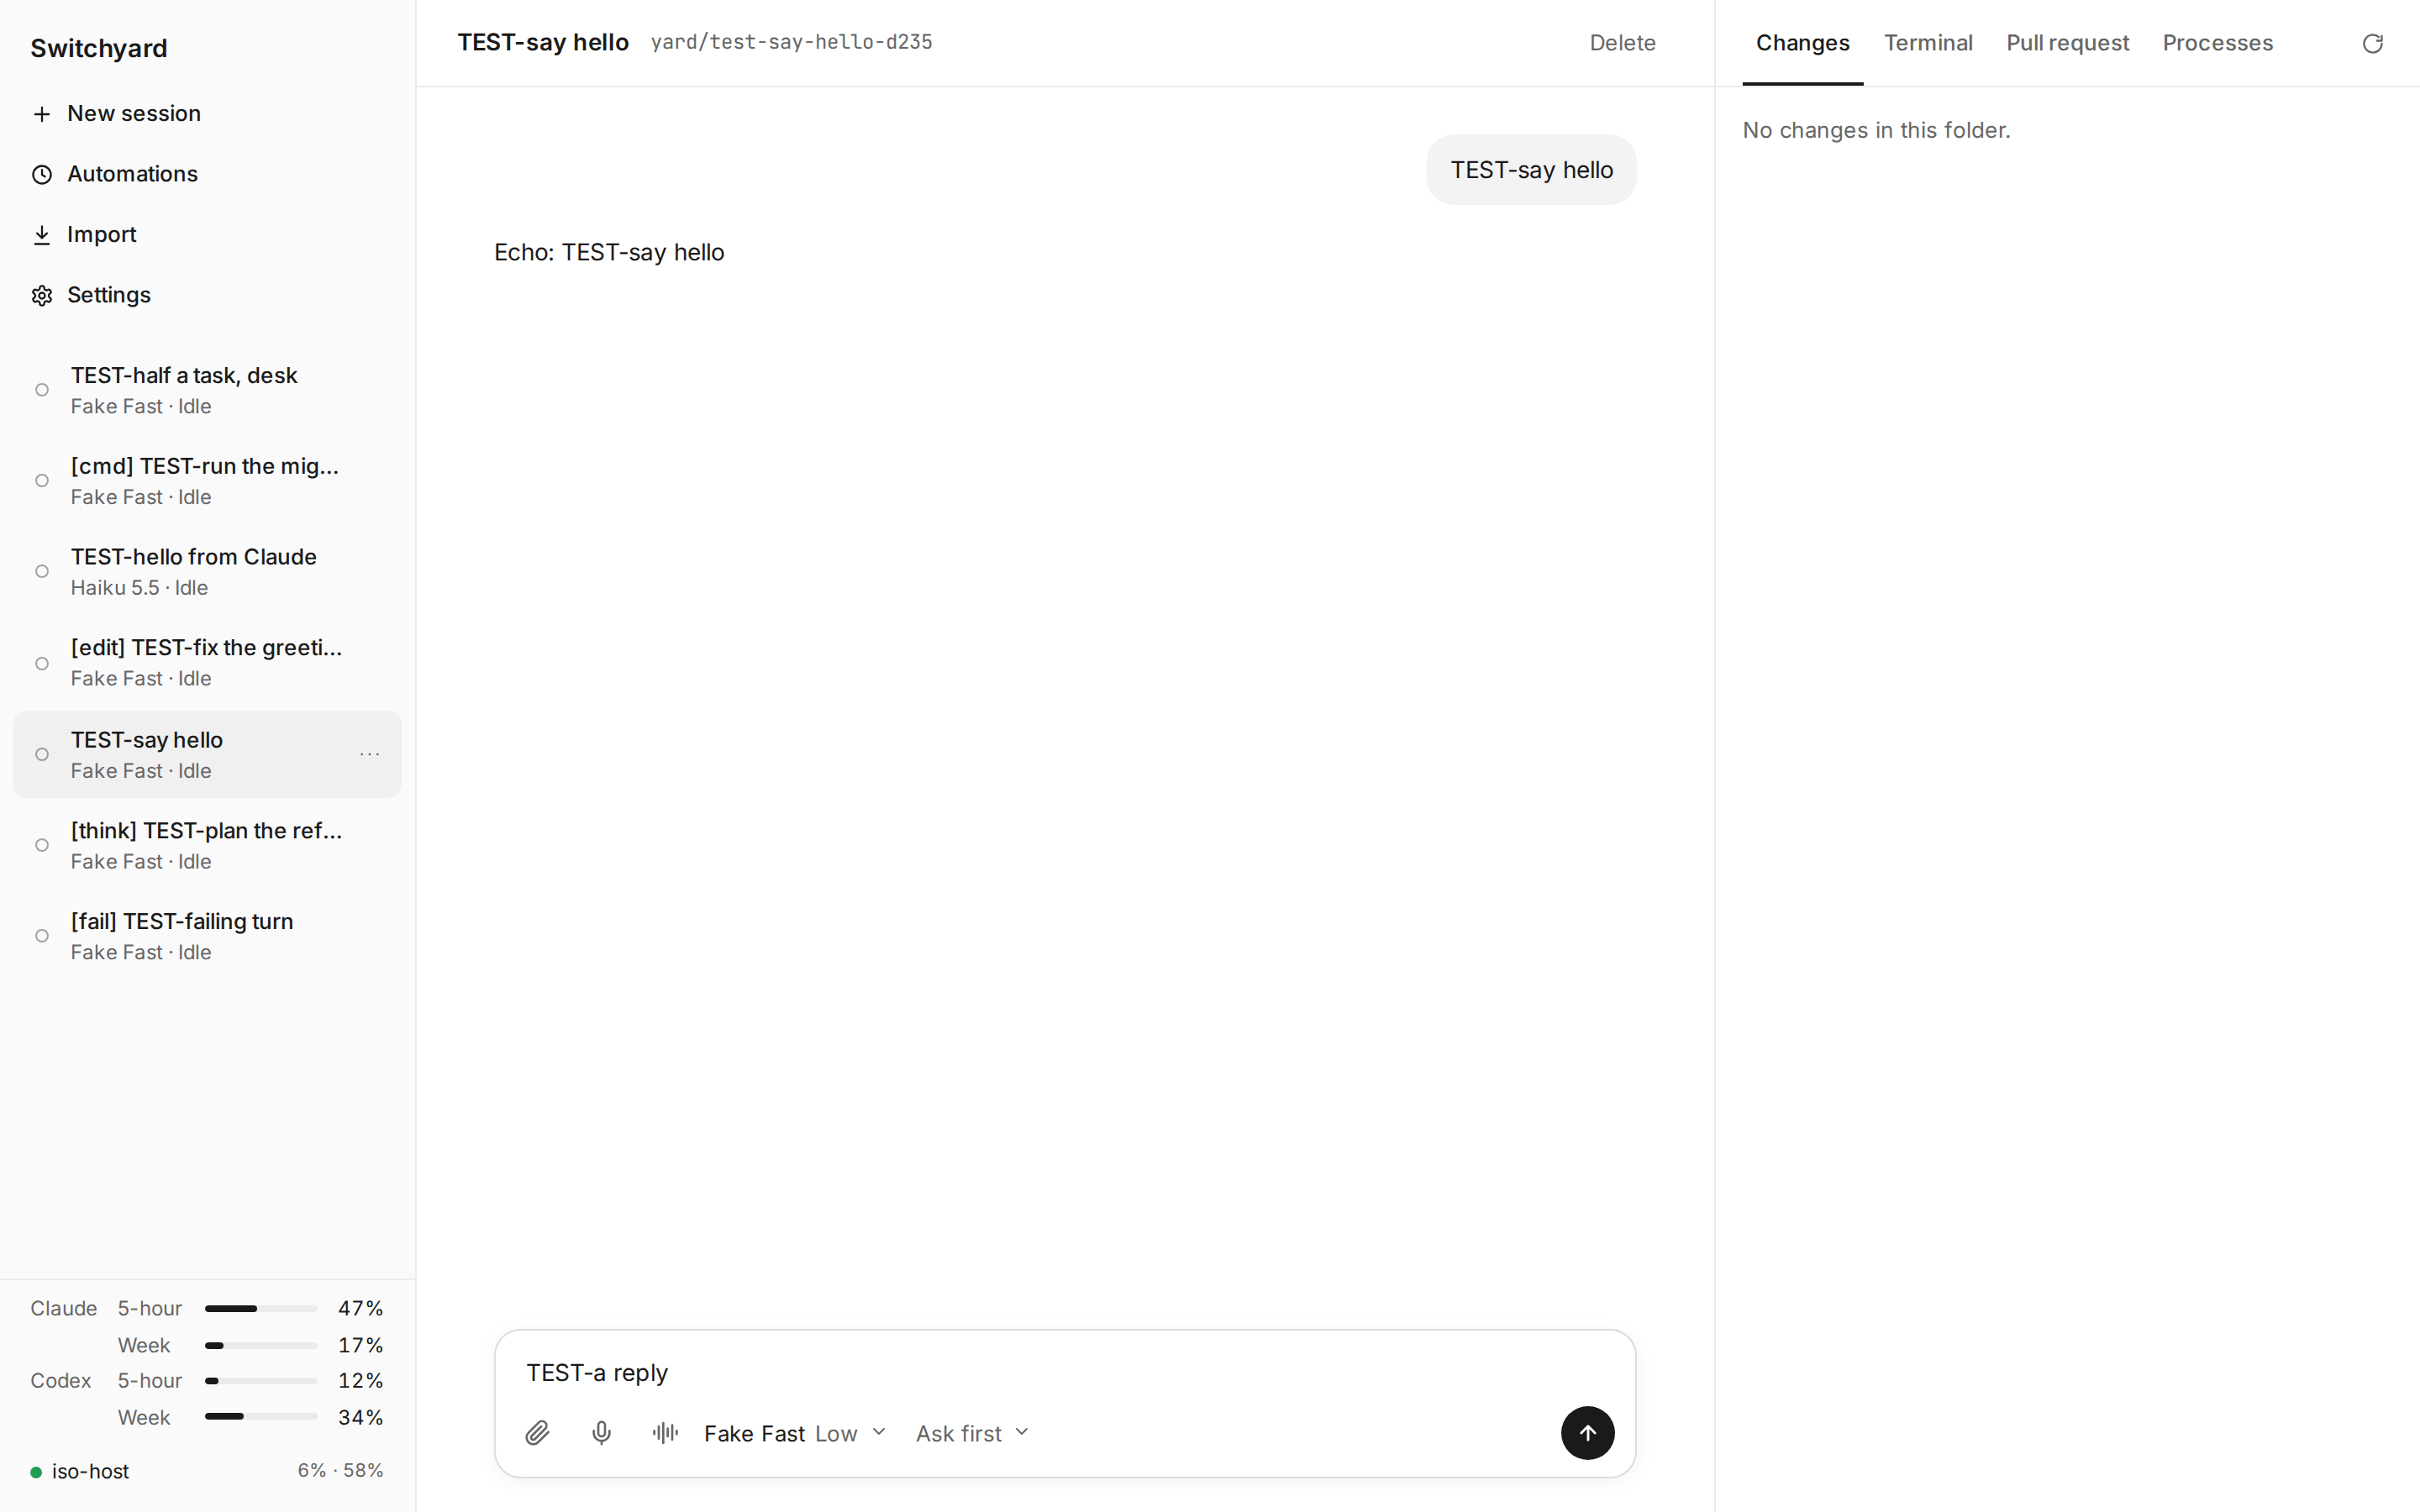 Switchyard
New session
Automations
Import
Settings
TEST-half a task, desk
Fake Fast · Idle
[cmd] TEST-run the mig...
Fake Fast · Idle
TEST-hello from Claude
Haiku 5.5 · Idle
[edit] TEST-fix the greeti...
Fake Fast · Idle
TEST-say hello
Fake Fast · Idle
[think] TEST-plan the ref...
Fake Fast · Idle
[fail] TEST-failing turn
Fake Fast · Idle
Claude 5-hour 47%
Week 17%
Codex 5-hour 12%
Week 34%
iso-host 6% · 58%
TEST-say hello yard/test-say-hello-d235 Delete
TEST-say hello
Echo: TEST-say hello
TEST-a reply
Fake Fast Low Ask first
Changes Terminal Pull request Processes
No changes in this folder.